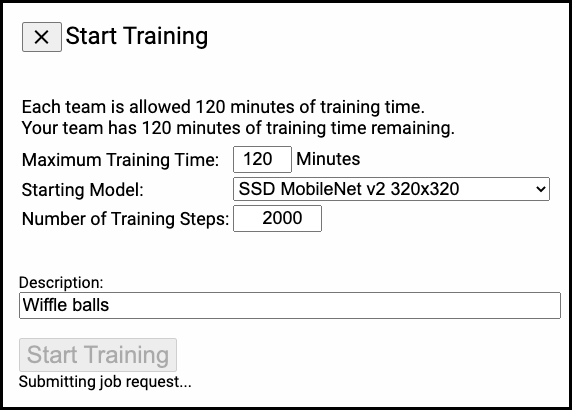 × Start Training
Each team is allowed 120 minutes of training time.
Your team has 120 minutes of training time remaining.
Maximum Training Time: 120 Minutes
Starting Model: SSD MobileNet v2 320x320
Number of Training Steps: 2000
Description:
Wiffle balls
Start Training
Submitting job request...